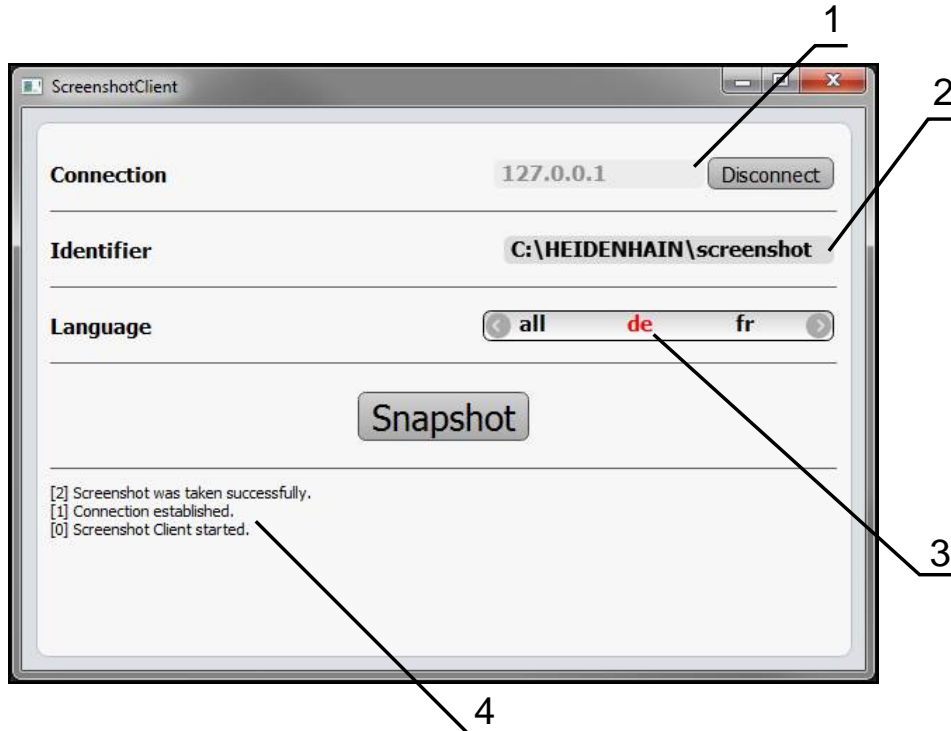 1
ScreenshotClient
2
Connection 127.0.0.1 Disconnect
Identifier C:\HEIDENHAIN\screenshot
Language all de fr
Snapshot
[2] Screenshot was taken successfully.
[1] Connection established.
[0] Screenshot Client started.
3
4